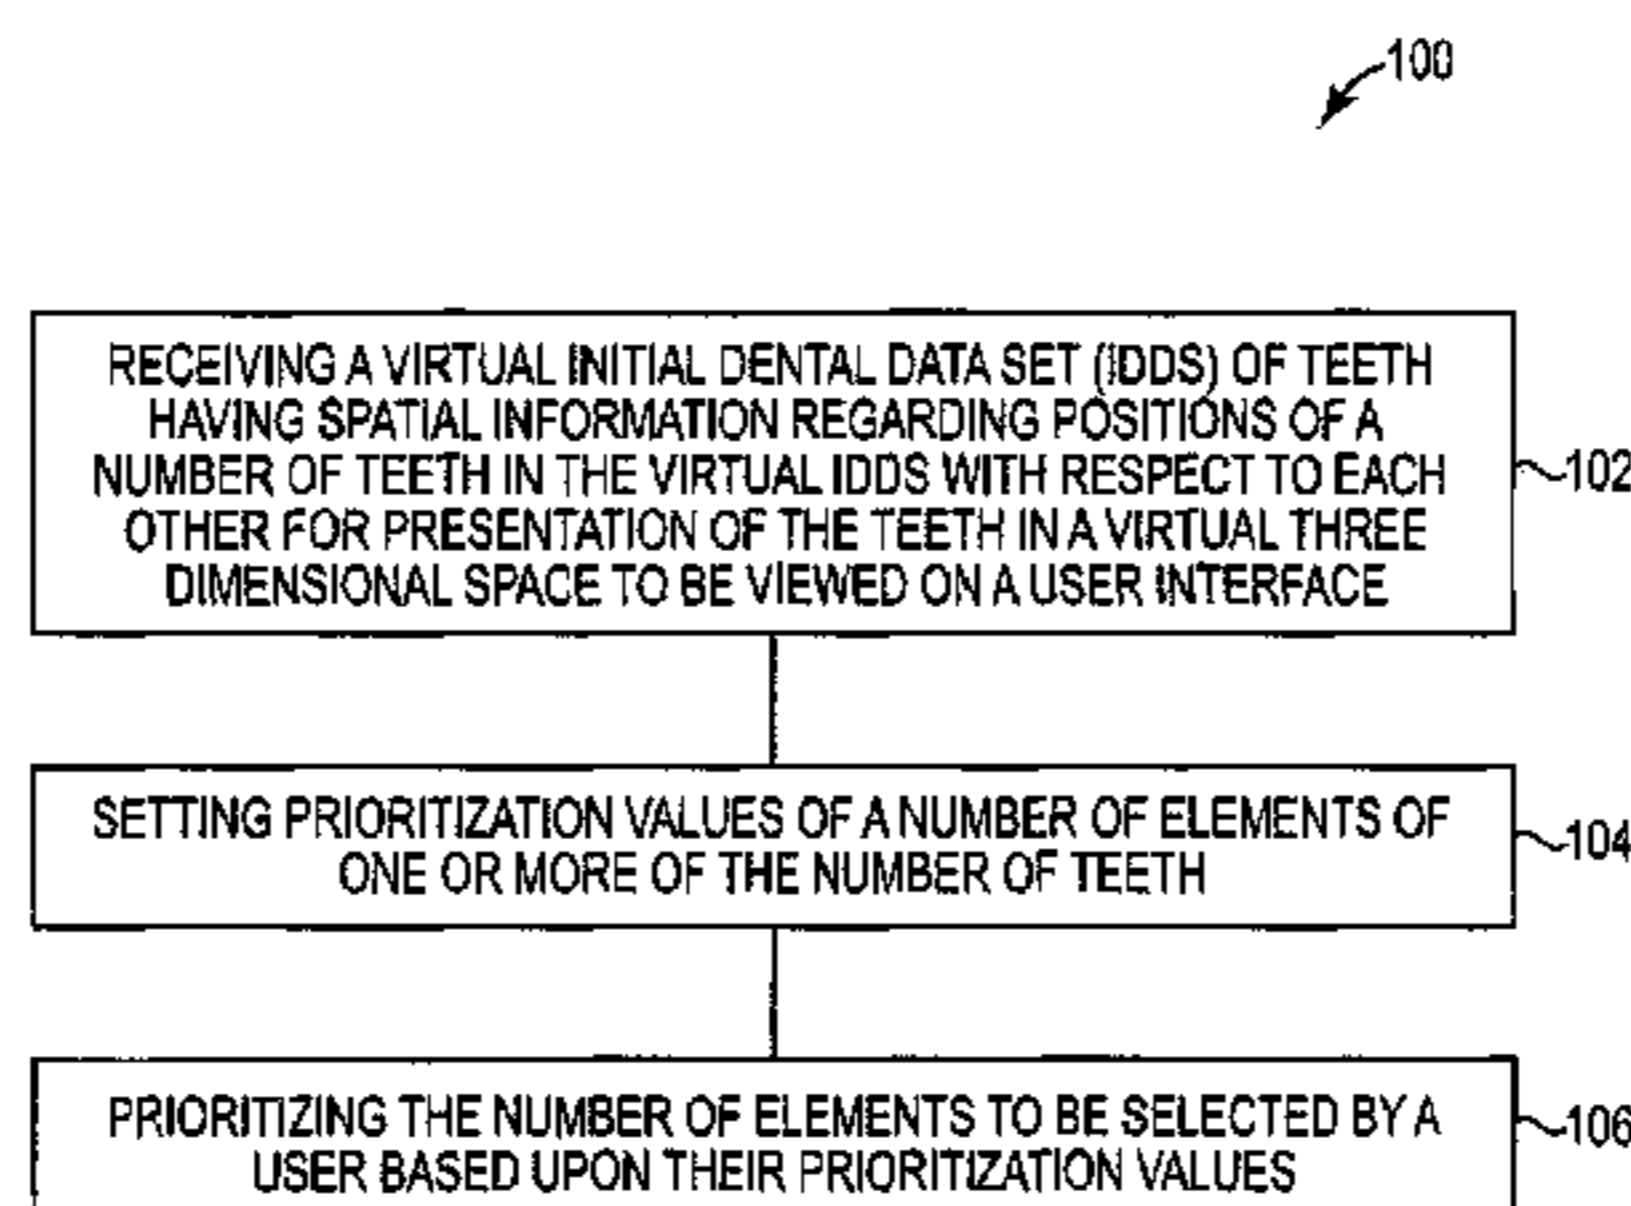 100
RECEIVING A VIRTUAL INITIAL DENTAL DATA SET (IDDS) OF TEETH
HAVING SPATIAL INFORMATION REGARDING POSITIONS OF A
NUMBER OF TEETH IN THE VIRTUAL IDDS WITH RESPECT TO EACH
OTHER FOR PRESENTATION OF THE TEETH IN A VIRTUAL THREE
DIMENSIONAL SPACE TO BE VIEWED ON A USER INTERFACE
102
SETTING PRIORITIZATION VALUES OF A NUMBER OF ELEMENTS OF
ONE OR MORE OF THE NUMBER OF TEETH
104
PRIORITIZING THE NUMBER OF ELEMENTS TO BE SELECTED BY A
USER BASED UPON THEIR PRIORITIZATION VALUES
106